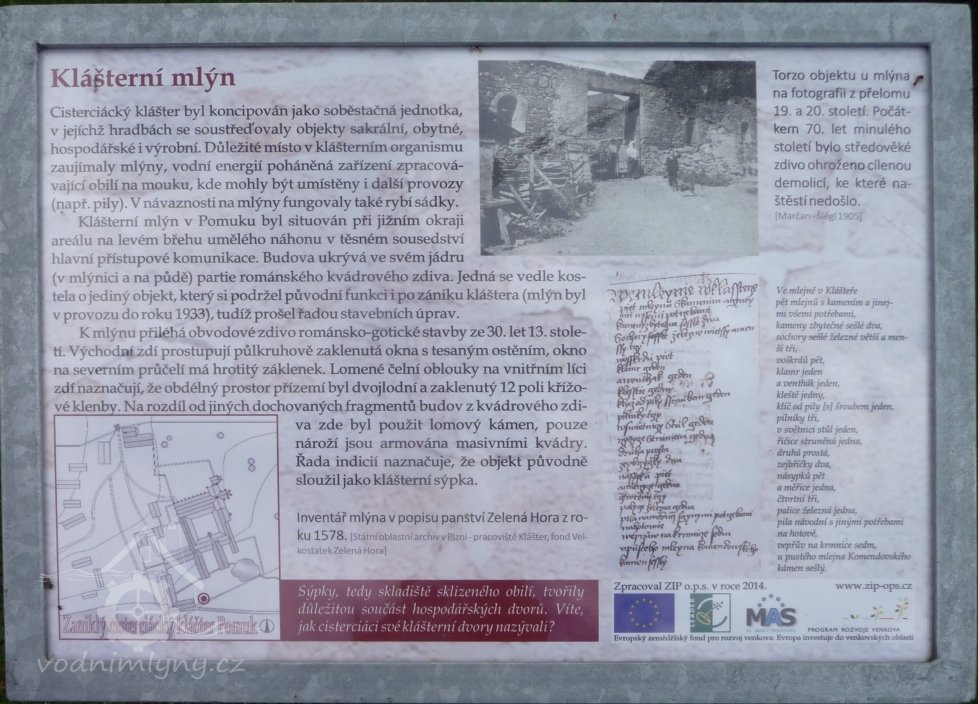 Klášterní mlýn
Cisterciácký klášter byl koncipován jako soběstačná jednotka,
v jejíchž hradbách se soustřeďovaly objekty sakrální, obytné,
hospodářské i výrobní. Důležité místo v klášterním organismu
zaujímaly mlýny, vodní energií poháněná zařízení zpracová-
vající obilí na mouku, kde mohly být umístěny i další provozy
(např. pily). V návaznosti na mlýny fungovaly také rybí sádky.
Klášterní mlýn v Pomuku byl situován při jižním okraji
areálu na levém břehu umělého náhonu v těsném sousedství
hlavní přístupové komunikace. Budova ukrývá ve svém jádru
(v mlýnici a na půdě) partie románského kvádrového zdiva. Jedná se vedle kos-
tela o jediný objekt, který si podržel původní funkci i po zániku kláštera (mlýn byl
v provozu do roku 1933), tudíž prošel řadou stavebních úprav.
K mlýnu přiléhá obvodové zdivo románsko-gotické stavby ze 30. let 13. stole-
tí. Východní zdí prostupují půlkruhově zaklenutá okna s tesaným ostěním, okno
na severním průčelí má hrotitý záklenek. Lomené čelní oblouky na vnitřním líci
zdí naznačují, že obdélný prostor přízemí byl dvojlodní a zaklenutý 12 poli křížo-
vé klenby. Na rozdíl od jiných dochovaných fragmentů budov z kvádrového zdi-
va zde byl použit lomový kámen, pouze
nároží jsou armována masivními kvádry.
Řada indicií naznačuje, že objekt původně
sloužil jako klášterní sýpka.
Inventář mlýna v popisu panství Zelená Hora z ro-
ku 1578. [Státní oblastní archiv v Plzni – pracoviště Klášter, fond Vel-
kostatek Zelená Hora]
Zaniklý cisterciácký klášter Pomuk
vodnimlyny.cz
Sýpky, tedy skladiště sklizeného obilí, tvořily
důležitou součást hospodářských dvorů. Víte,
jak cisterciáci své klášterní dvory nazývali?
Torzo objektu u mlýna
na fotografii z přelomu
19. a 20. století. Počát-
kem 70. let minulého
století bylo středověké
zdivo ohroženo cílenou
demolicí, ke které na-
štěstí nedošlo.
[Marčan–Šlégl 1905]
Ve mlejně v Klášteře
pět mlejnů s kamením a jinej-
mi všemi potřebami,
kameny zbytečné sešlé dva,
sochory sešlé železné větší a men-
ší tři,
voškrdů pět,
klamr jeden
a venthák jeden,
kleště jedny,
klíč od pily [s] šroubem jeden,
pilníky tři,
v světnici stůl jeden,
řičice struněná jedna,
druhá prostá,
zejbřičky dva,
násypků pět
a měřice jedna,
čtvrtní tři,
palice železná jedna,
pila návodní s jinými potřebami
na hotově,
vepřův na krmnice sedm,
u pustého mlejna Komendovského
kámen sešlý.
Zpracoval ZIP o.p.s. v roce 2014.
www.zip-ops.cz
LEADER
MAS
PROGRAM ROZVOJE VENKOVA
Evropský zemědělský fond pro rozvoj venkova: Evropa investuje do venkovských oblastí